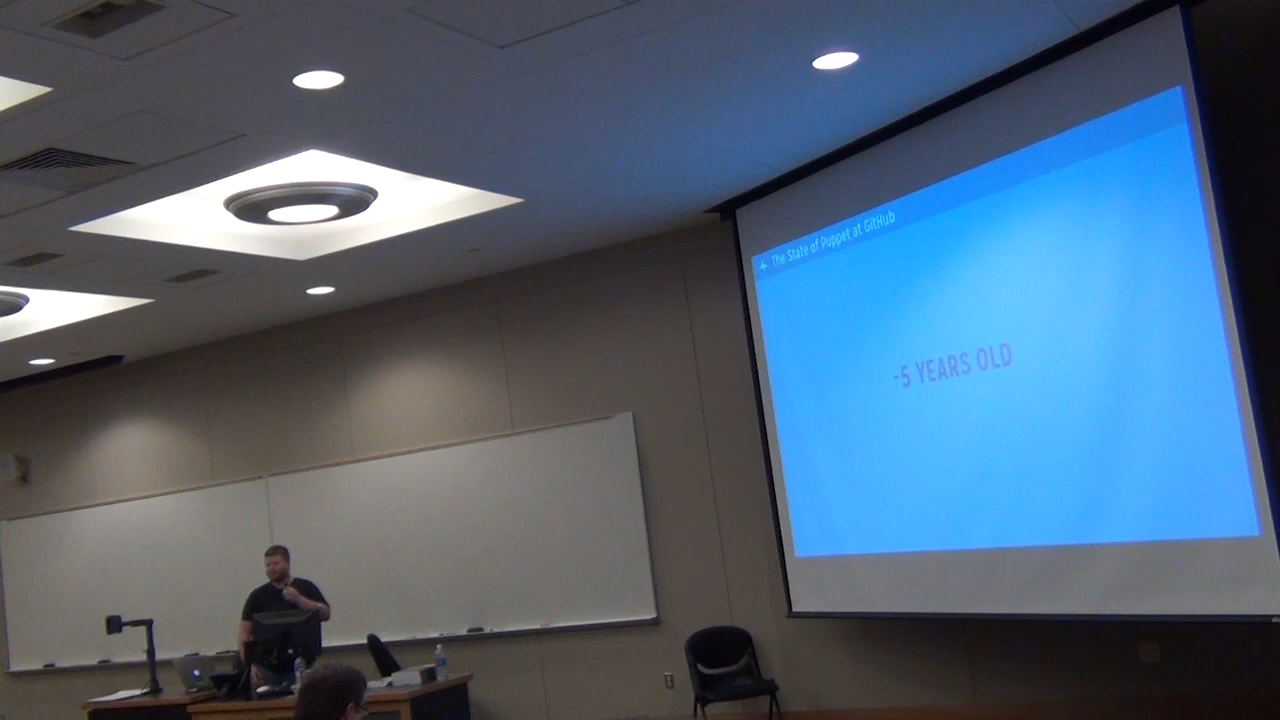 The State of Puppet at GitHub
~5 YEARS OLD